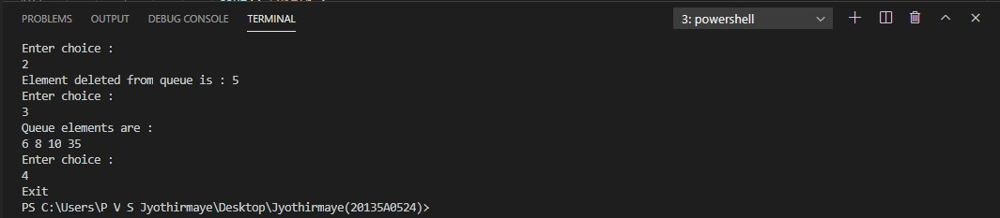 PROBLEMS OUTPUT DEBUG CONSOLE TERMINAL 3: powershell
Enter choice :
2
Element deleted from queue is : 5
Enter choice :
3
Queue elements are :
6 8 10 35
Enter choice :
4
Exit
PS C:\Users\P V S Jyothirmaye\Desktop\Jyothirmaye(20135A0524)>